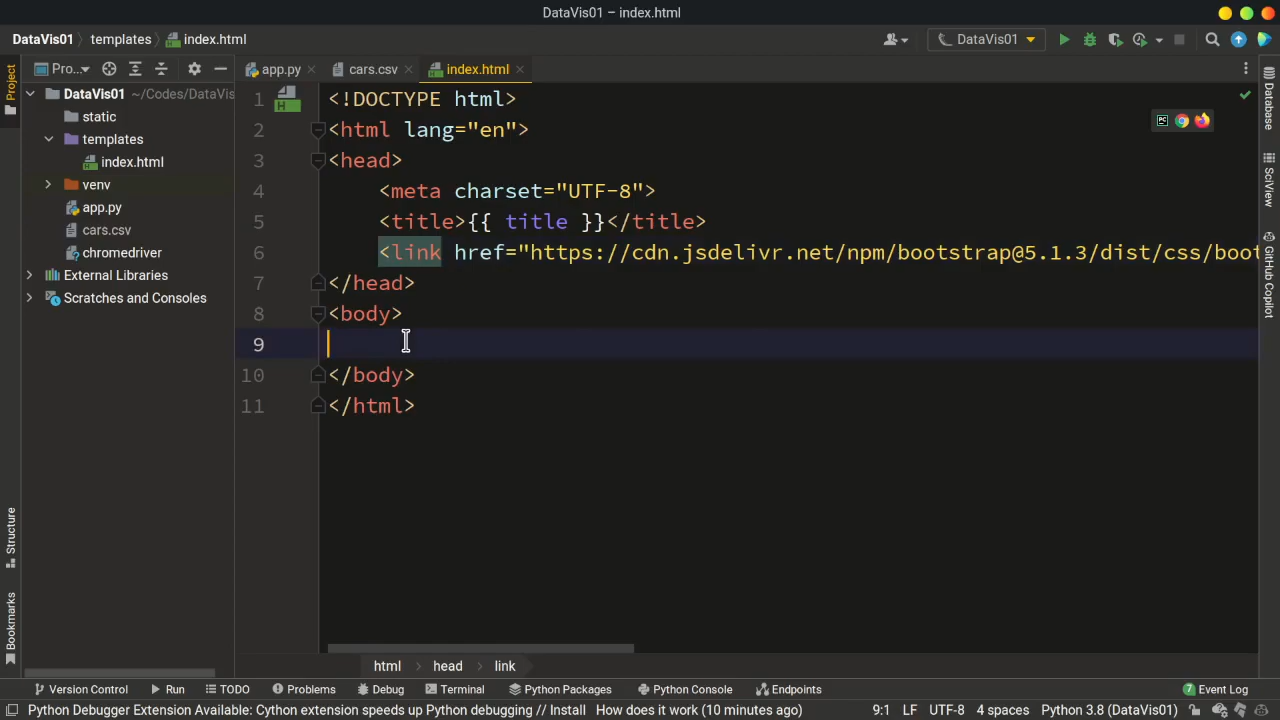 DataVis01 – index.html
DataVis01 templates index.html
DataVis01
Pro...
app.py
cars.csv
index.html
Project
DataVis01 ~/Codes/DataVis
static
templates
index.html
venv
app.py
cars.csv
chromedriver
External Libraries
Scratches and Consoles
1 <!DOCTYPE html>
2 <html lang="en">
3 <head>
4 <meta charset="UTF-8">
5 <title>{{ title }}</title>
6 <link href="https://cdn.jsdelivr.net/npm/bootstrap@5.1.3/dist/css/boot
7 </head>
8 <body>
9
10 </body>
11 </html>
Database
SciView
GitHub Copilot
Structure
Bookmarks
html head link
Version Control Run TODO Problems Debug Terminal Python Packages Python Console Endpoints 7 Event Log
Python Debugger Extension Available: Cython extension speeds up Python debugging // Install How does it work (10 minutes ago) 9:1 LF UTF-8 4 spaces Python 3.8 (DataVis01)